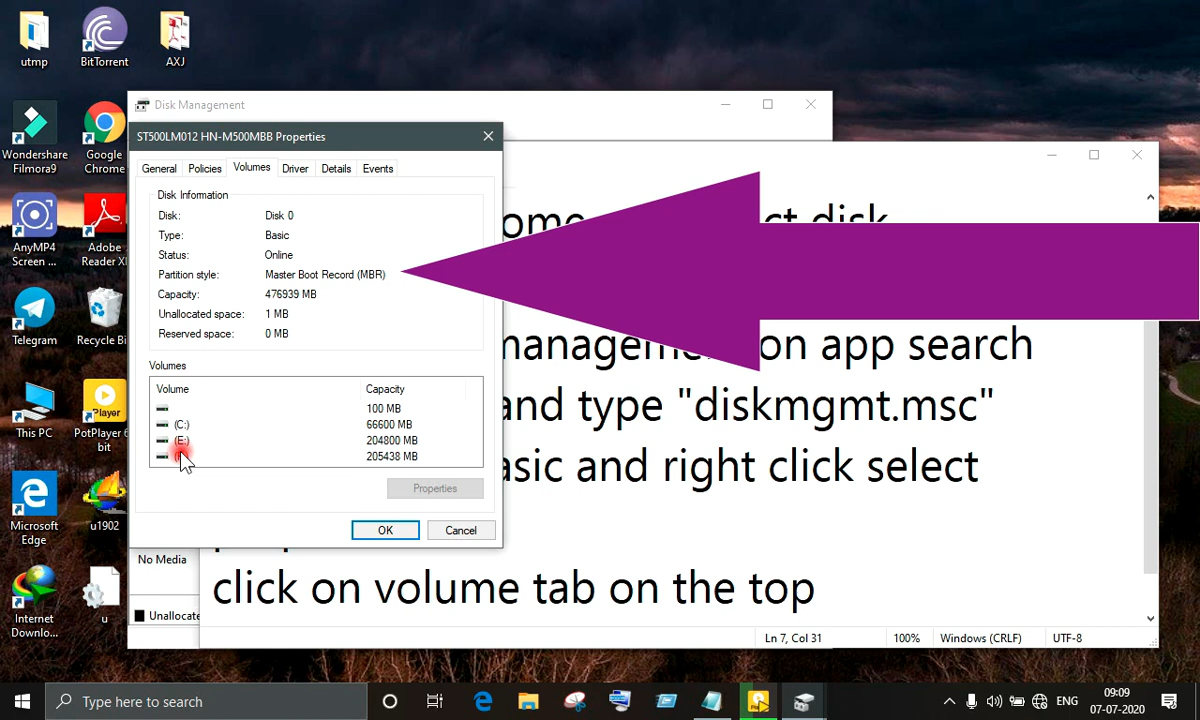 utmp
BitTorrent
AXJ
Wondershare
Filmora9
Google
Chrome
AnyMP4
Screen ...
Adobe
Reader XI
Telegram
Recycle Bi
This PC
Player
PotPlayer 6
bit
Microsoft
Edge
u1902
Internet
Downlo...
u
Disk Management
ST500LM012 HN-M500MBB Properties
General
Policies
Volumes
Driver
Details
Events
Disk Information
Disk:
Disk 0
Type:
Basic
Status:
Online
Partition style:
Master Boot Record (MBR)
Capacity:
476939 MB
Unallocated space:
1 MB
Reserved space:
0 MB
Volumes
Volume
Capacity
100 MB
(C:)
66600 MB
(E:)
204800 MB
205438 MB
Properties
OK
Cancel
No Media
Unallocate
disk
on app search
and type "diskmgmt.msc"
asic and right click select
click on volume tab on the top
Ln 7, Col 31
100%
Windows (CRLF)
UTF-8
Type here to search
ENG
09:09
07-07-2020